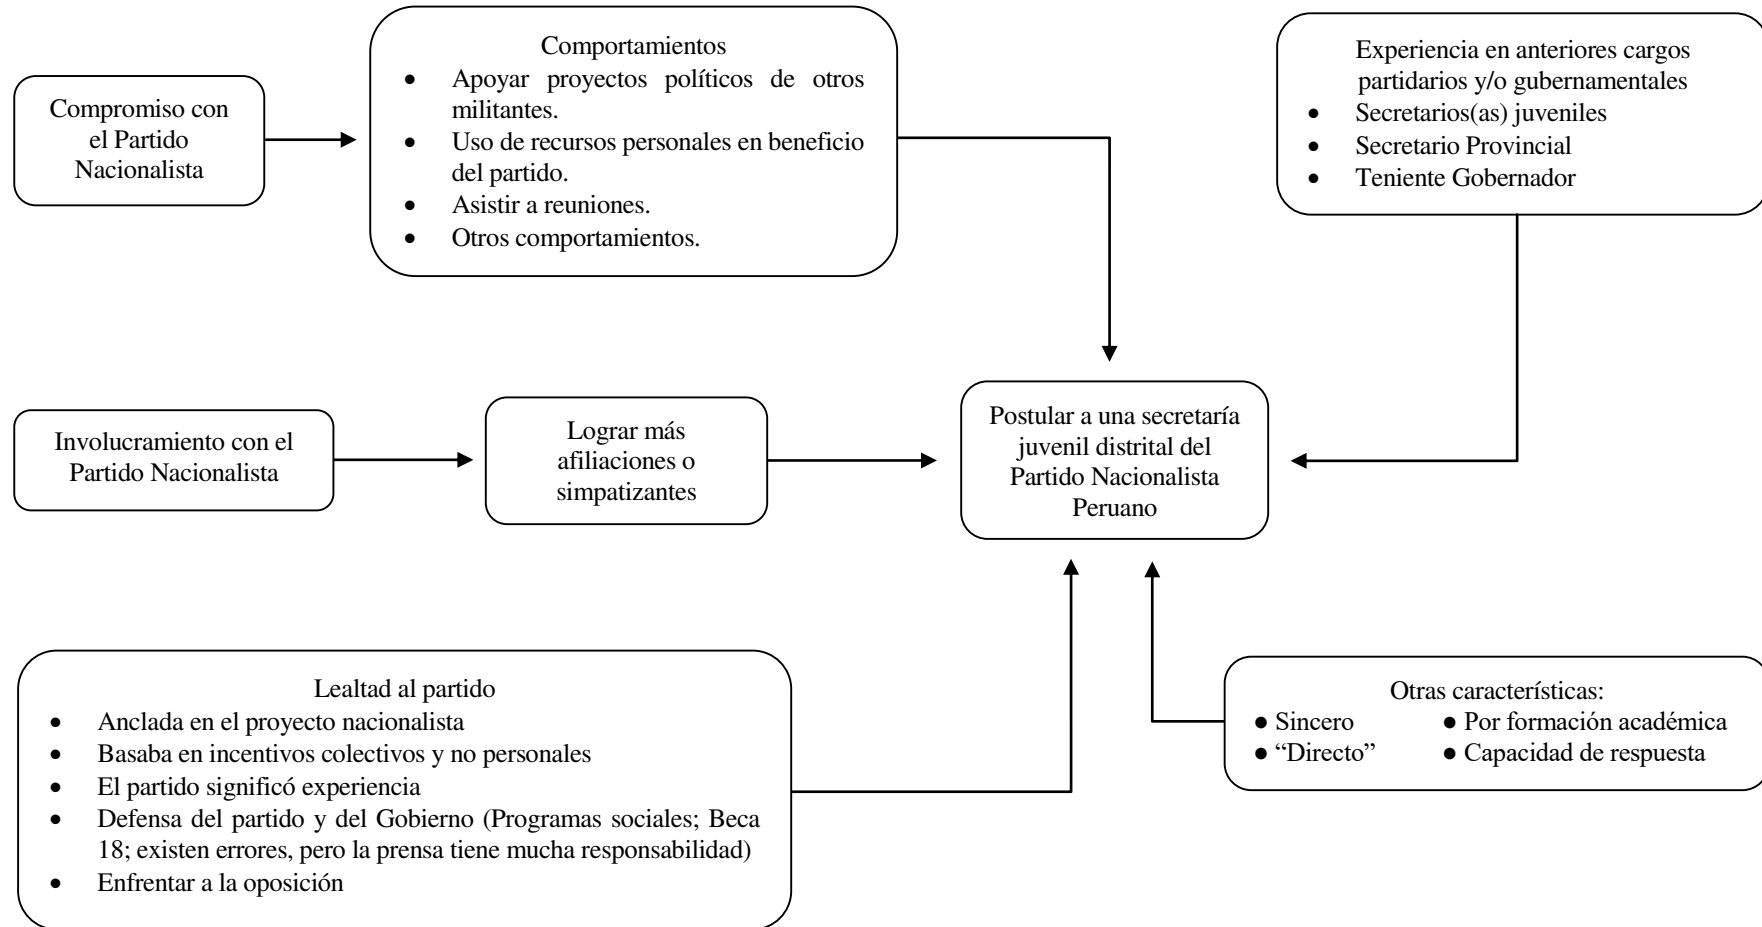 Compromiso con
el Partido
Nacionalista
Comportamientos
• Apoyar proyectos políticos de otros
militantes.
• Uso de recursos personales en beneficio
del partido.
• Asistir a reuniones.
• Otros comportamientos.
Experiencia en anteriores cargos
partidarios y/o gubernamentales
• Secretarios(as) juveniles
• Secretario Provincial
• Teniente Gobernador
Involucramiento con el
Partido Nacionalista
Lograr más
afiliaciones o
simpatizantes
Postular a una secretaría
juvenil distrital del
Partido Nacionalista
Peruano
Lealtad al partido
• Anclada en el proyecto nacionalista
• Basaba en incentivos colectivos y no personales
• El partido significó experiencia
• Defensa del partido y del Gobierno (Programas sociales; Beca
18; existen errores, pero la prensa tiene mucha responsabilidad)
• Enfrentar a la oposición
Otras características:
● Sincero ● Por formación académica
● “Directo” ● Capacidad de respuesta